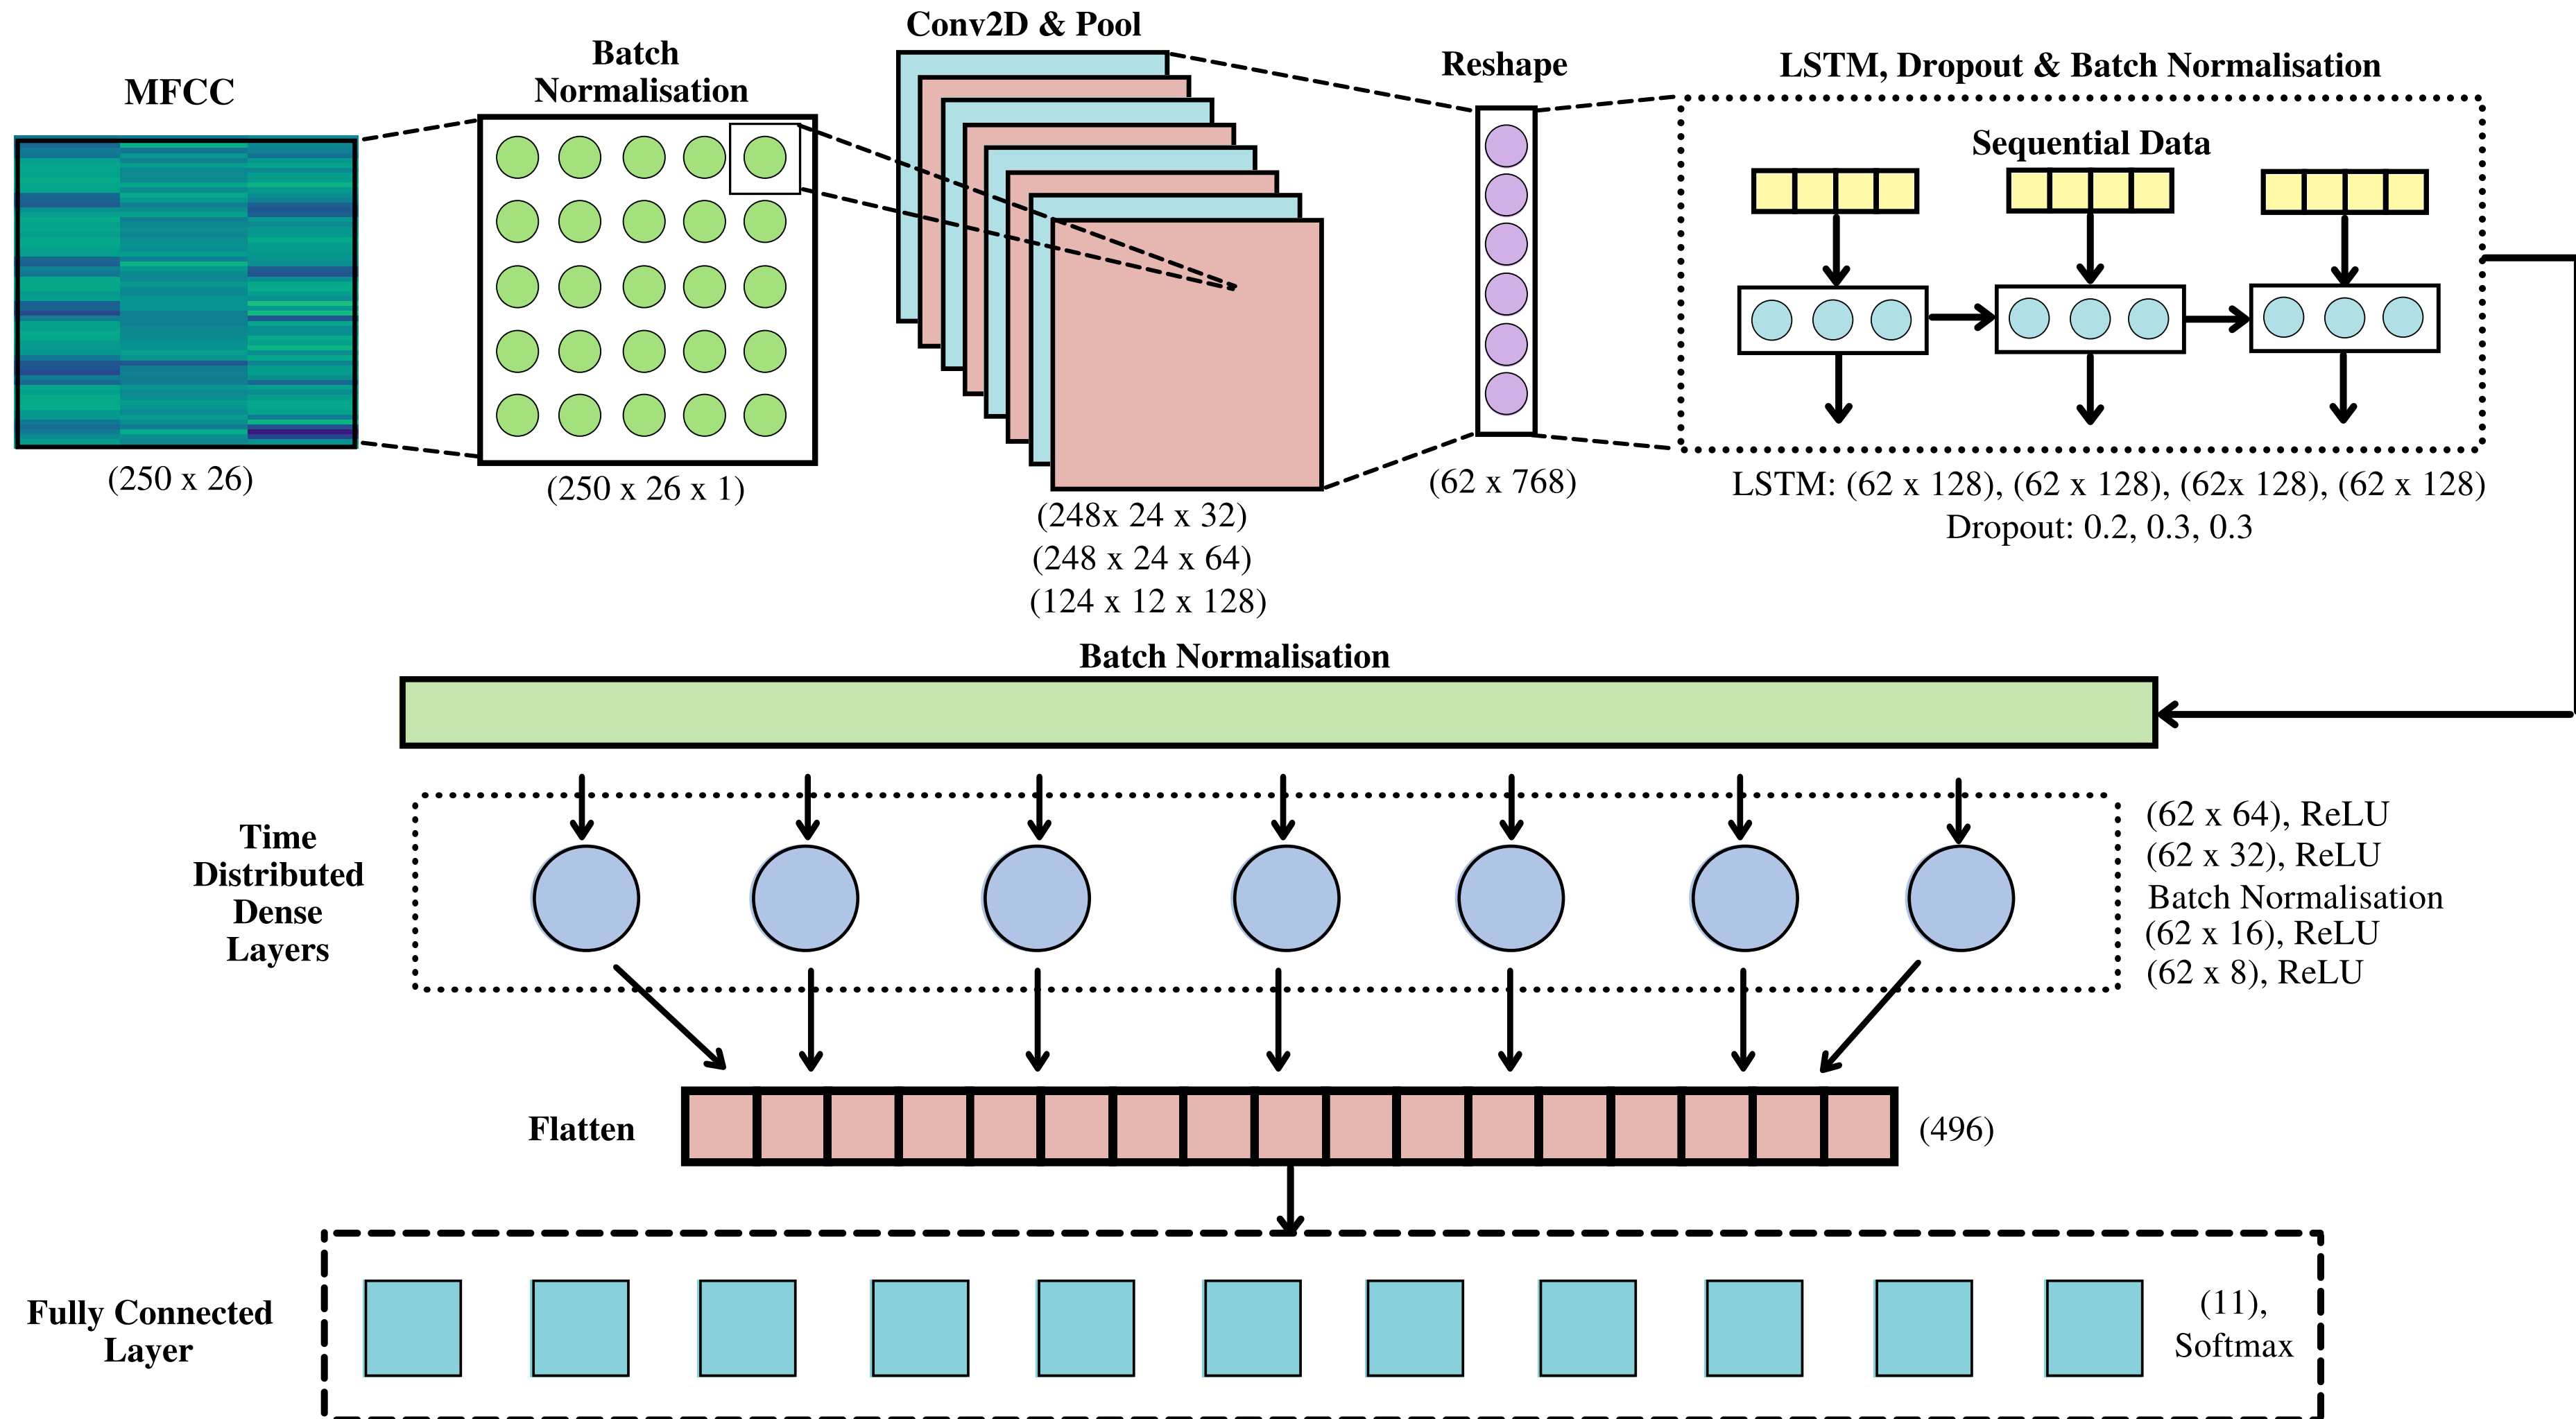 MFCC
(250 x 26)
Batch
Normalisation
(250 x 26 x 1)
Conv2D & Pool
(248x 24 x 32)
(248 x 24 x 64)
(124 x 12 x 128)
Reshape
(62 x 768)
LSTM, Dropout & Batch Normalisation
Sequential Data
LSTM: (62 x 128), (62 x 128), (62x 128), (62 x 128)
Dropout: 0.2, 0.3, 0.3
Batch Normalisation
Time
Distributed
Dense
Layers
(62 x 64), ReLU
(62 x 32), ReLU
Batch Normalisation
(62 x 16), ReLU
(62 x 8), ReLU
Flatten
(496)
Fully Connected
Layer
(11),
Softmax